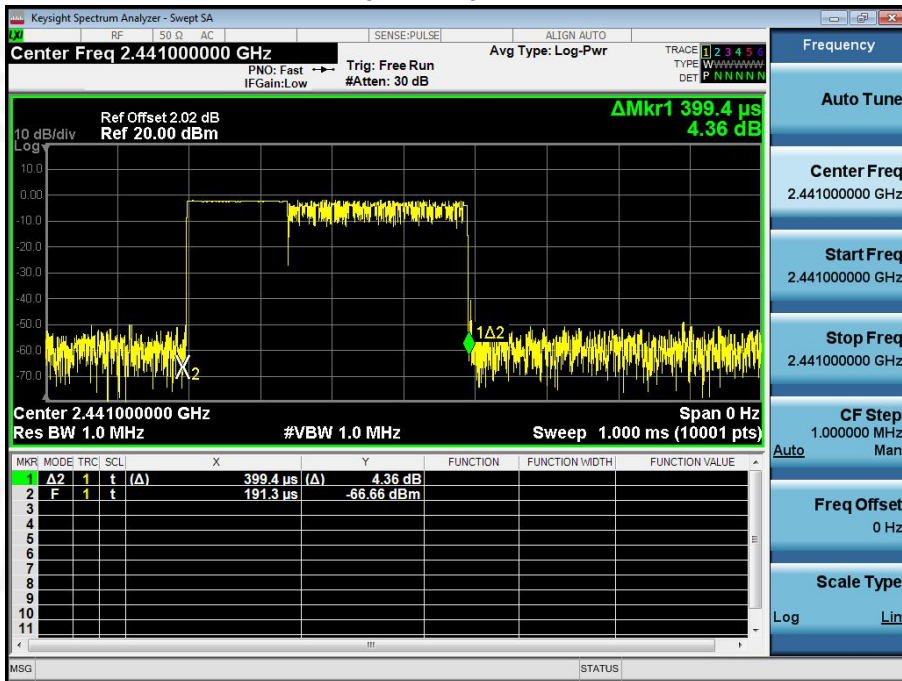 Keysight Spectrum Analyzer - Swept SA
LXI RF 50 Ω AC SENSE:PULSE ALIGN AUTO
Center Freq 2.441000000 GHz Avg Type: Log-Pwr TRACE 1 2 3 4 5 6
PNO: Fast Trig: Free Run TYPE WWWWWW
IFGain:Low #Atten: 30 dB DET P N N N N N
Ref Offset 2.02 dB ΔMkr1 399.4 µs
10 dB/div Ref 20.00 dBm 4.36 dB
Log
10.0
0.00
-10.0
-20.0
-30.0
-40.0
-50.0
1Δ2
-60.0
2
-70.0
Center 2.441000000 GHz Span 0 Hz
Res BW 1.0 MHz #VBW 1.0 MHz Sweep 1.000 ms (10001 pts)
MKR MODE TRC SCL X Y FUNCTION FUNCTION WIDTH FUNCTION VALUE
1 Δ2 1 t (Δ) 399.4 µs (Δ) 4.36 dB
2 F 1 t 191.3 µs -66.66 dBm
3
4
5
6
7
8
9
10
11
MSG STATUS
Frequency
Auto Tune
Center Freq
2.441000000 GHz
Start Freq
2.441000000 GHz
Stop Freq
2.441000000 GHz
CF Step
1.000000 MHz
Auto Man
Freq Offset
0 Hz
Scale Type
Log Lin